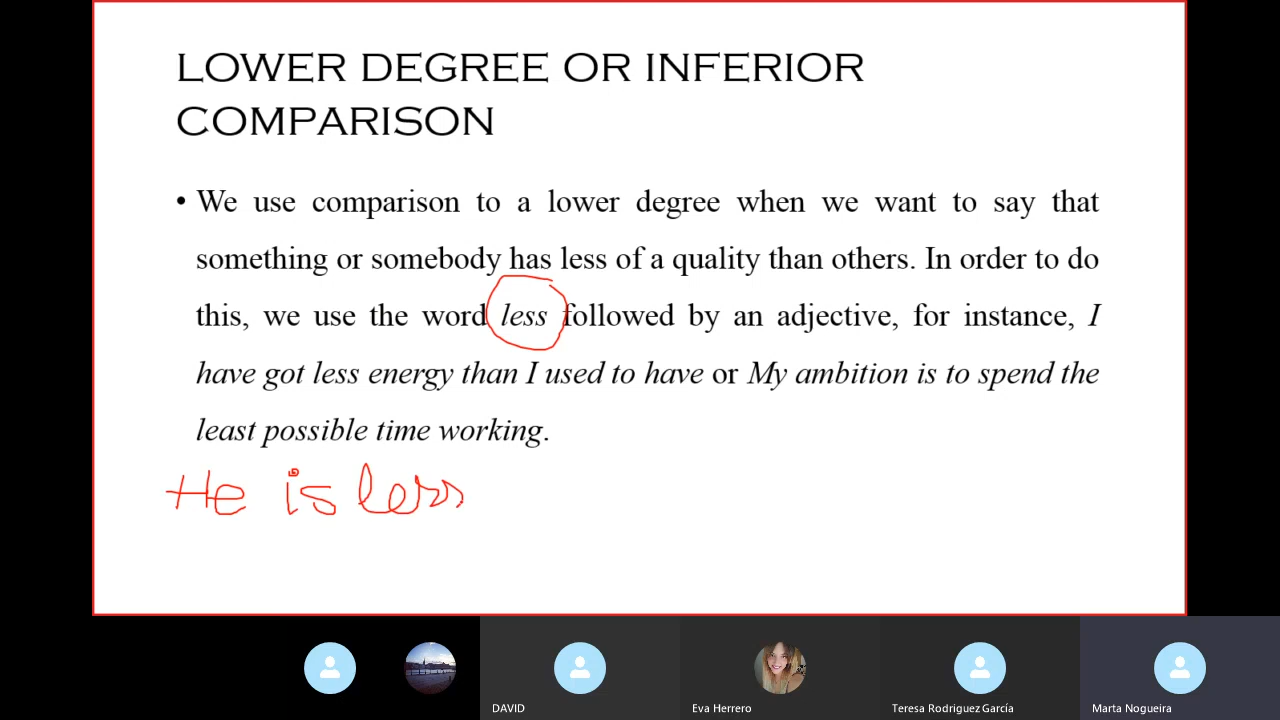 LOWER DEGREE OR INFERIOR
COMPARISON
• We use comparison to a lower degree when we want to say that
something or somebody has less of a quality than others. In order to do
this, we use the word less followed by an adjective, for instance, I
have got less energy than I used to have or My ambition is to spend the
least possible time working.
He is less
DAVID
Eva Herrero
Teresa Rodriguez García
Marta Nogueira